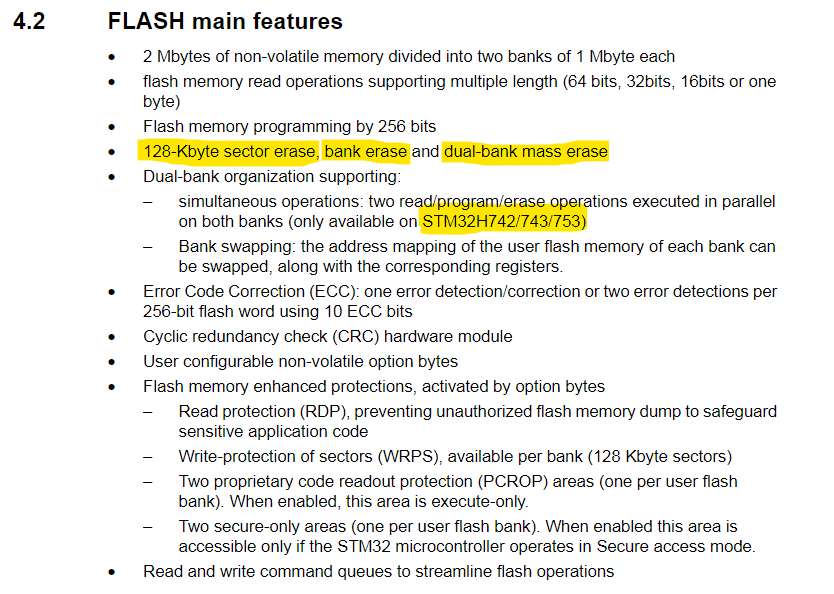 4.2 FLASH main features
• 2 Mbytes of non-volatile memory divided into two banks of 1 Mbyte each
• flash memory read operations supporting multiple length (64 bits, 32bits, 16bits or one
byte)
• Flash memory programming by 256 bits
• 128-Kbyte sector erase, bank erase and dual-bank mass erase
• Dual-bank organization supporting:
– simultaneous operations: two read/program/erase operations executed in parallel
on both banks (only available on STM32H742/743/753)
– Bank swapping: the address mapping of the user flash memory of each bank can
be swapped, along with the corresponding registers.
• Error Code Correction (ECC): one error detection/correction or two error detections per
256-bit flash word using 10 ECC bits
• Cyclic redundancy check (CRC) hardware module
• User configurable non-volatile option bytes
• Flash memory enhanced protections, activated by option bytes
– Read protection (RDP), preventing unauthorized flash memory dump to safeguard
sensitive application code
– Write-protection of sectors (WRPS), available per bank (128 Kbyte sectors)
– Two proprietary code readout protection (PCROP) areas (one per user flash
bank). When enabled, this area is execute-only.
– Two secure-only areas (one per user flash bank). When enabled this area is
accessible only if the STM32 microcontroller operates in Secure access mode.
• Read and write command queues to streamline flash operations